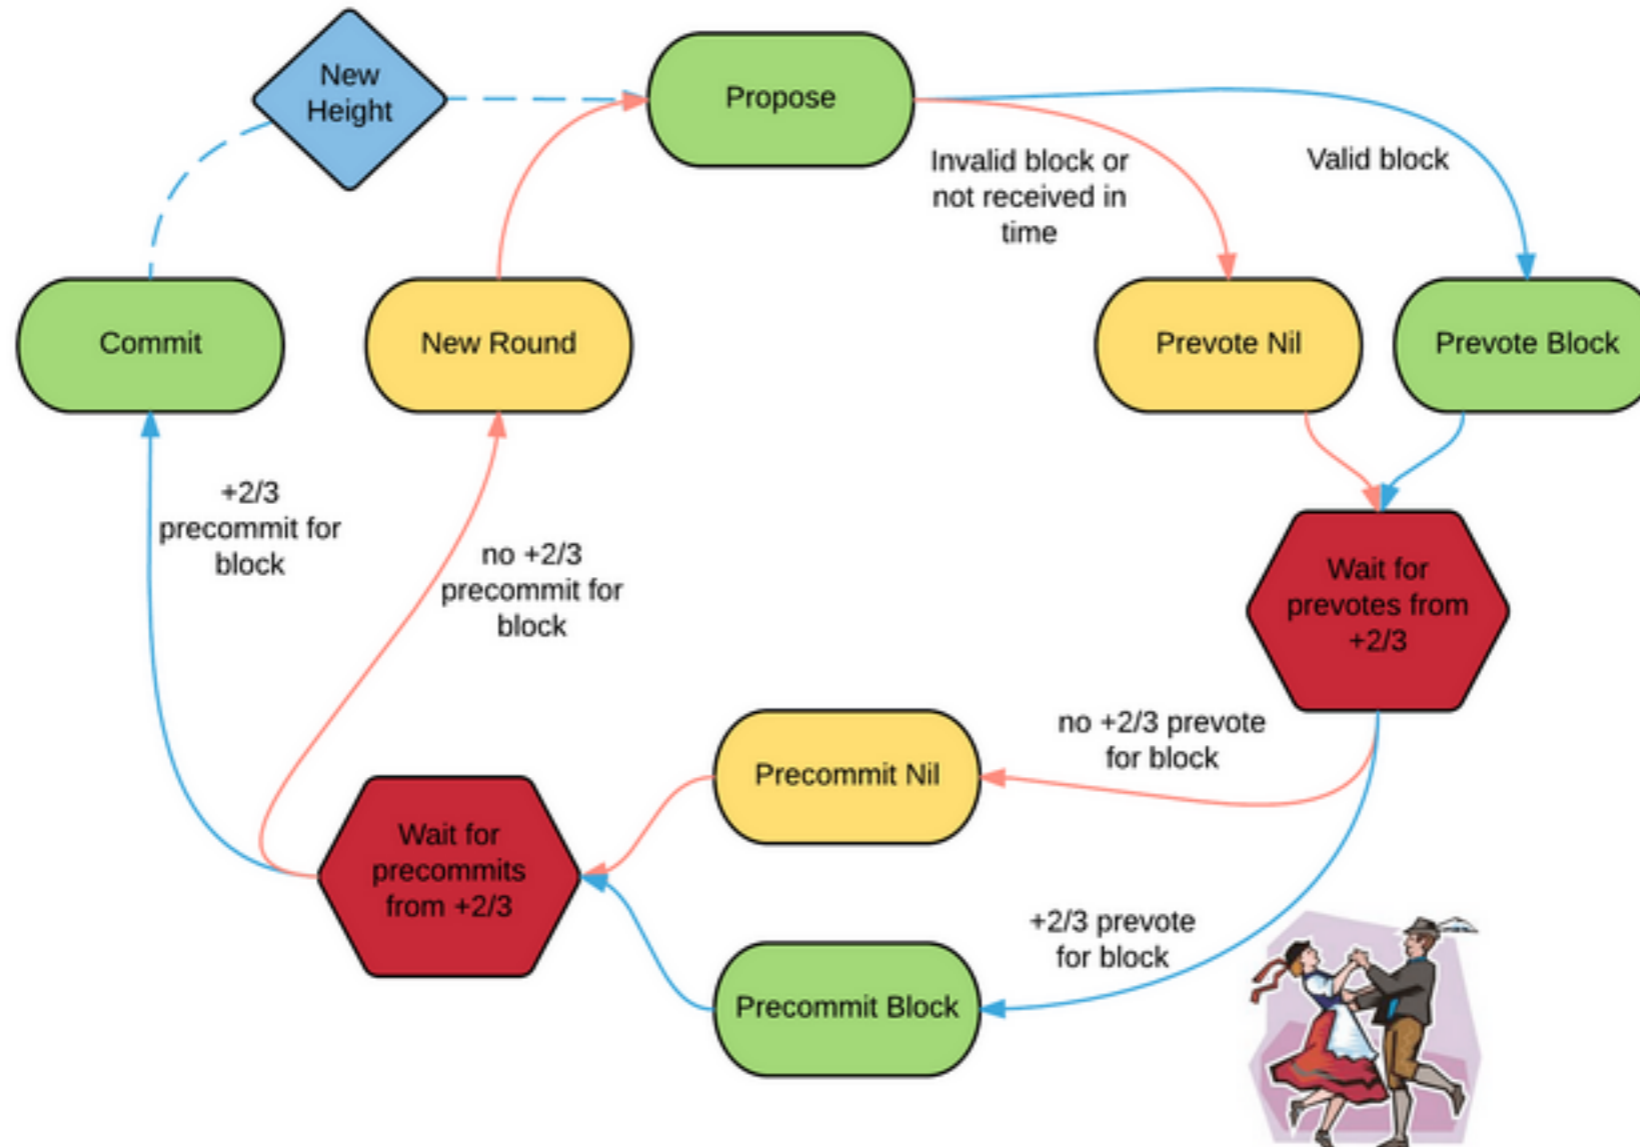 New
Height
Propose
Invalid block or
not received in
time
Valid block
Commit
New Round
Prevote Nil
Prevote Block
+2/3
precommit for
block
no +2/3
precommit for
block
Wait for
prevotes from
+2/3
no +2/3 prevote
for block
Precommit Nil
Wait for
precommits
from +2/3
+2/3 prevote
for block
Precommit Block